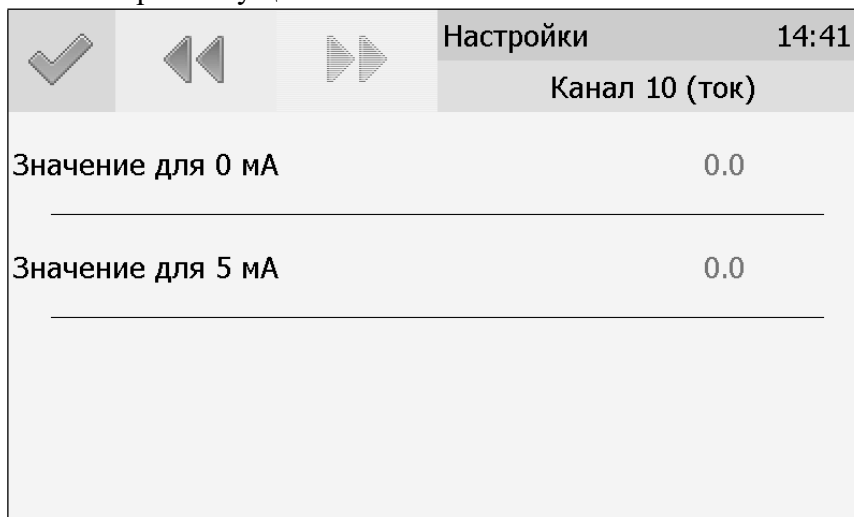 Настройки 14:41
Канал 10 (ток)
Значение для 0 мА 0.0
Значение для 5 мА 0.0